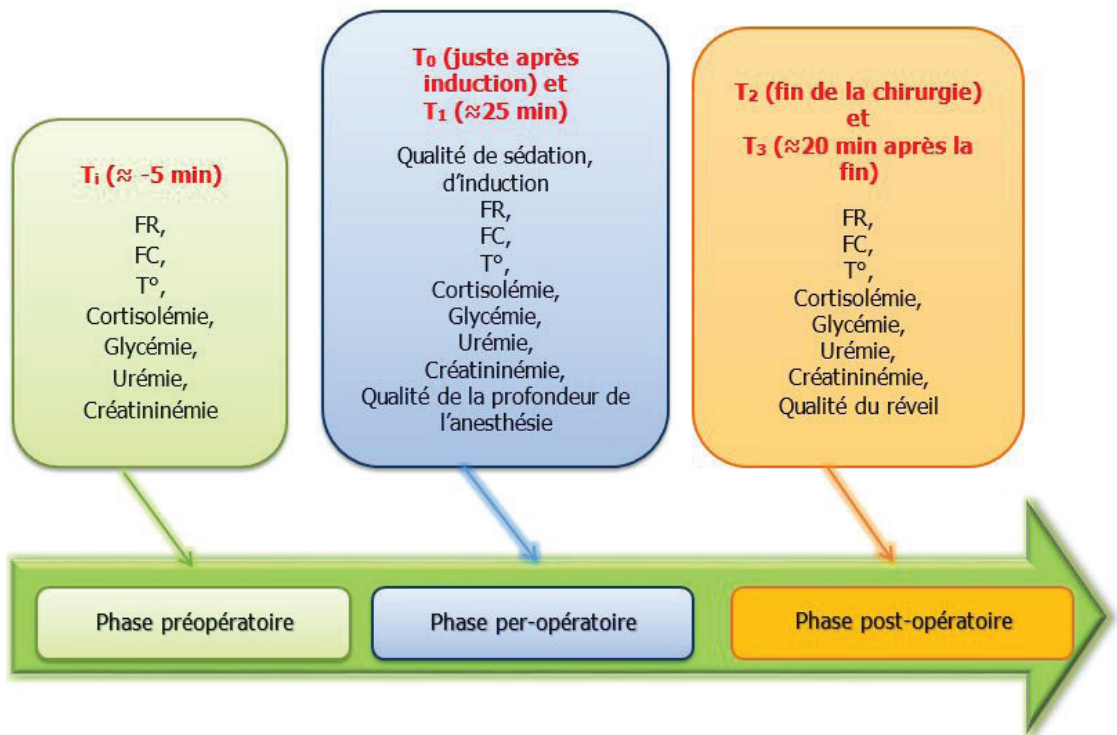 Tᵢ (≈ -5 min)
FR,
FC,
T°,
Cortisolémie,
Glycémie,
Urémie,
Créatininémie
T₀ (juste après
induction) et
T₁ (≈25 min)
Qualité de sédation,
d’induction
FR,
FC,
T°,
Cortisolémie,
Glycémie,
Urémie,
Créatininémie,
Qualité de la profondeur de
l’anesthésie
T₂ (fin de la chirurgie)
et
T₃ (≈20 min après la
fin)
FR,
FC,
T°,
Cortisolémie,
Glycémie,
Urémie,
Créatininémie,
Qualité du réveil
Phase préopératoire
Phase per-opératoire
Phase post-opératoire